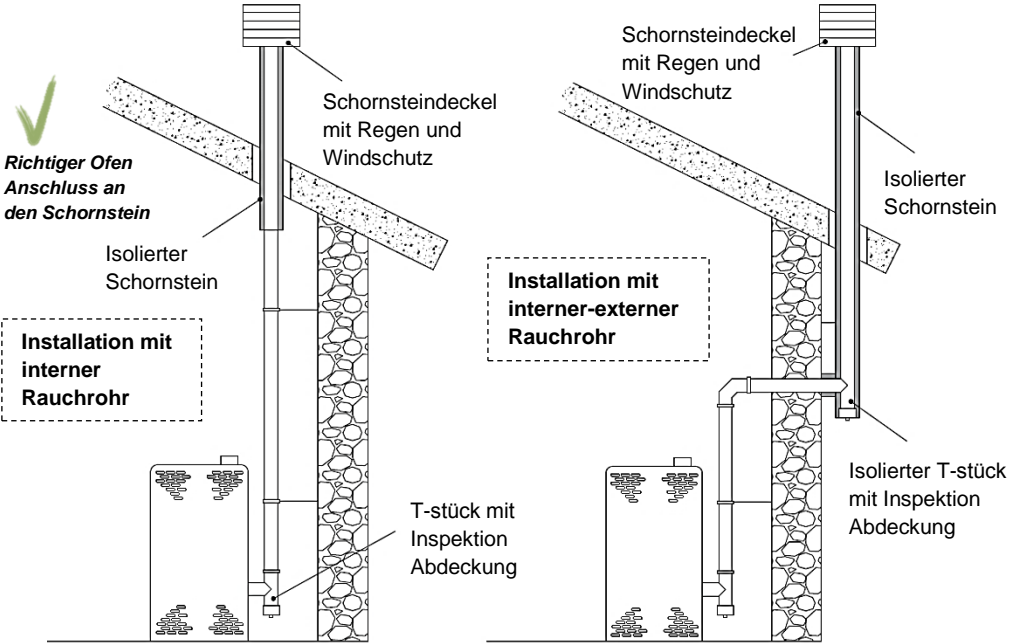 Richtiger Ofen
Anschluss an
den Schornstein
Schornsteindeckel
mit Regen und
Windschutz
Isolierter
Schornstein
Installation mit
interner
Rauchrohr
T-stück mit
Inspektion
Abdeckung
Schornsteindeckel
mit Regen und
Windschutz
Isolierter
Schornstein
Installation mit
interner-externer
Rauchrohr
Isolierter T-stück
mit Inspektion
Abdeckung